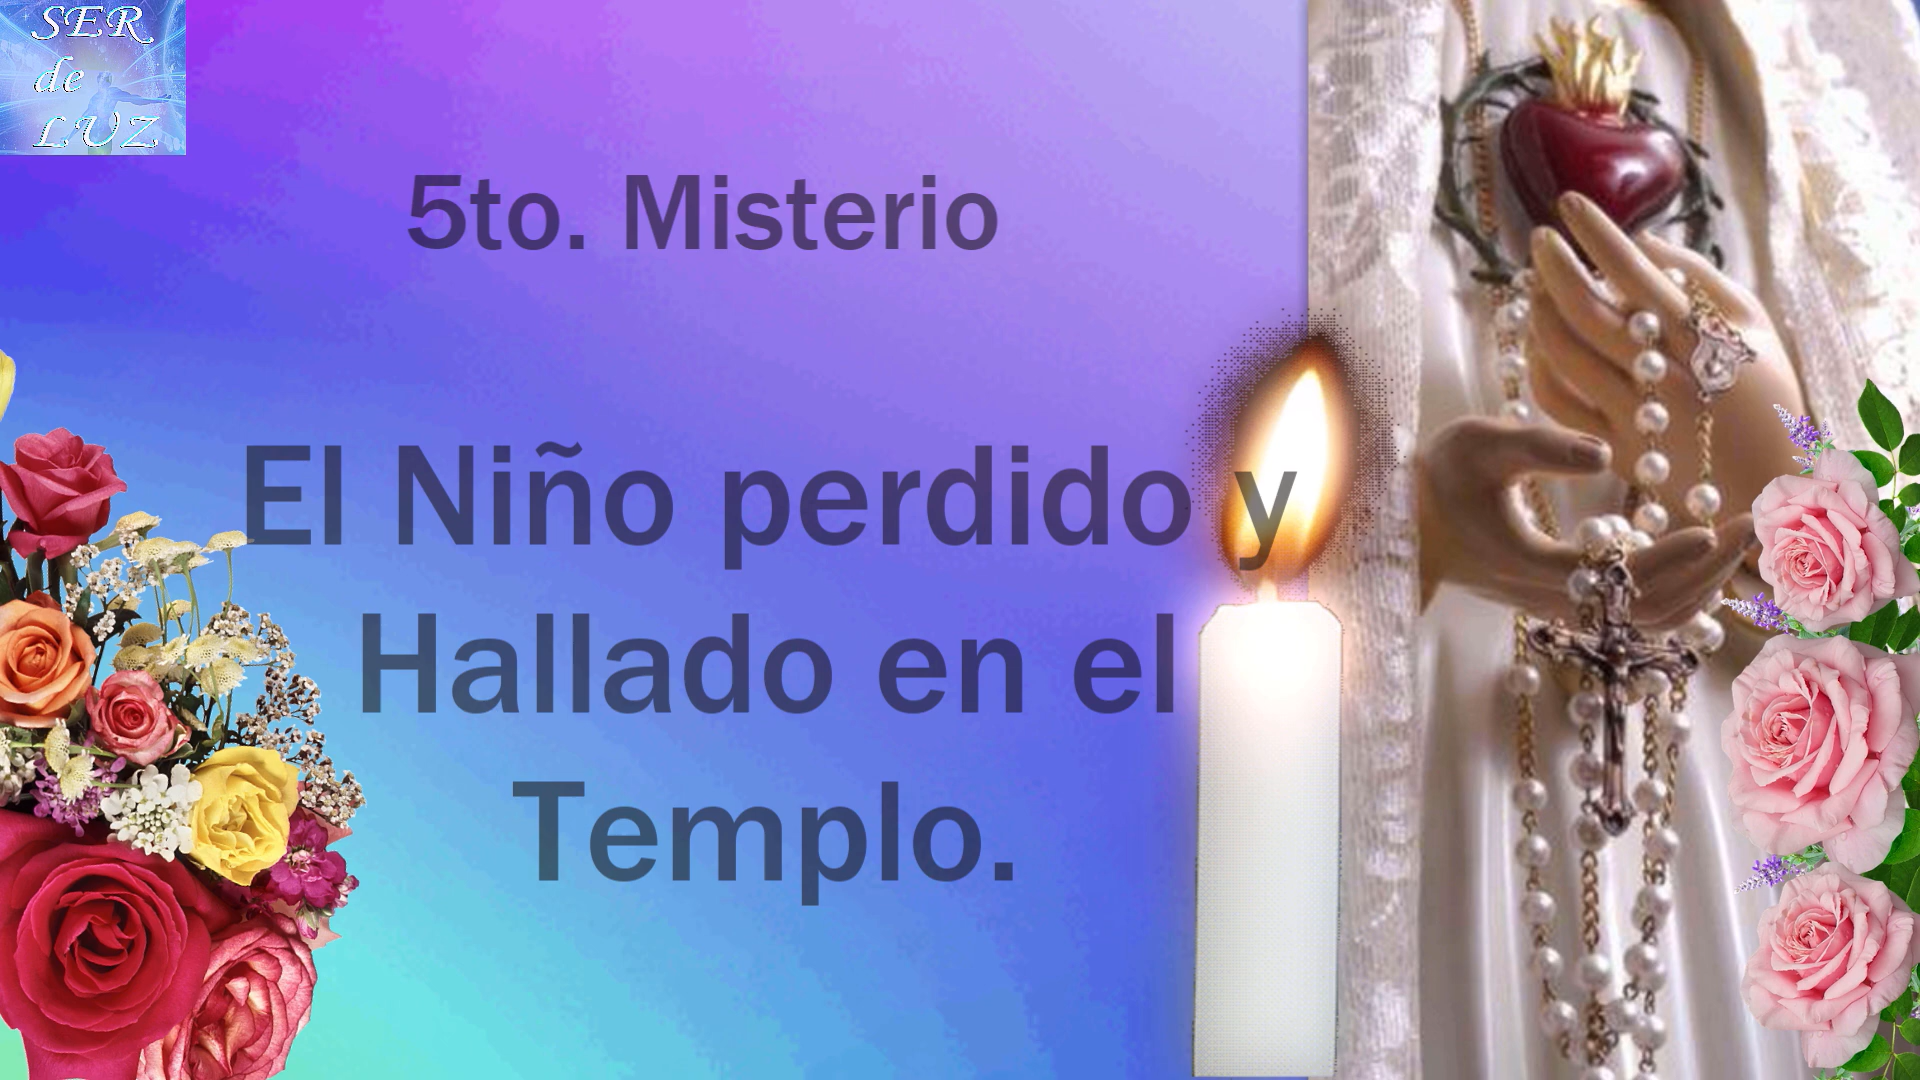 SER
de
LUZ
5to. Misterio
El Niño perdido y
Hallado en el
Templo.